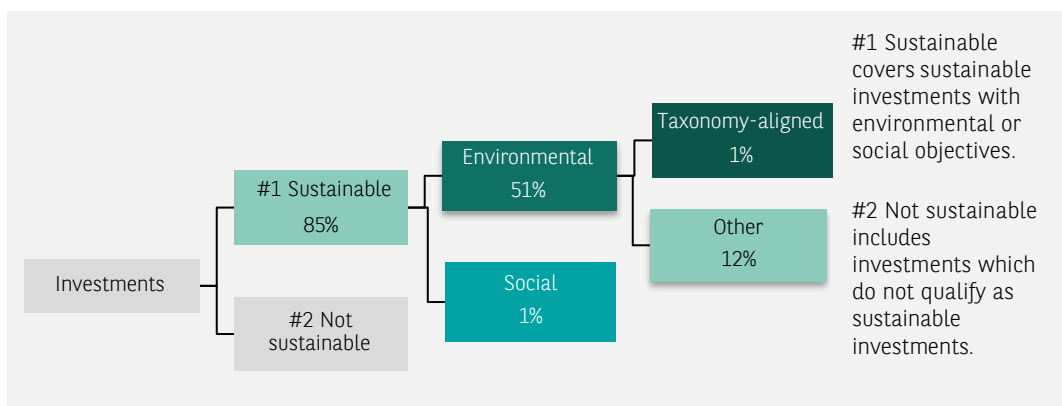 Investments
#1 Sustainable
85%
#2 Not
sustainable
Environmental
51%
Social
1%
Taxonomy-aligned
1%
Other
12%
#1 Sustainable
covers sustainable
investments with
environmental or
social objectives.
#2 Not sustainable
includes
investments which
do not qualify as
sustainable
investments.